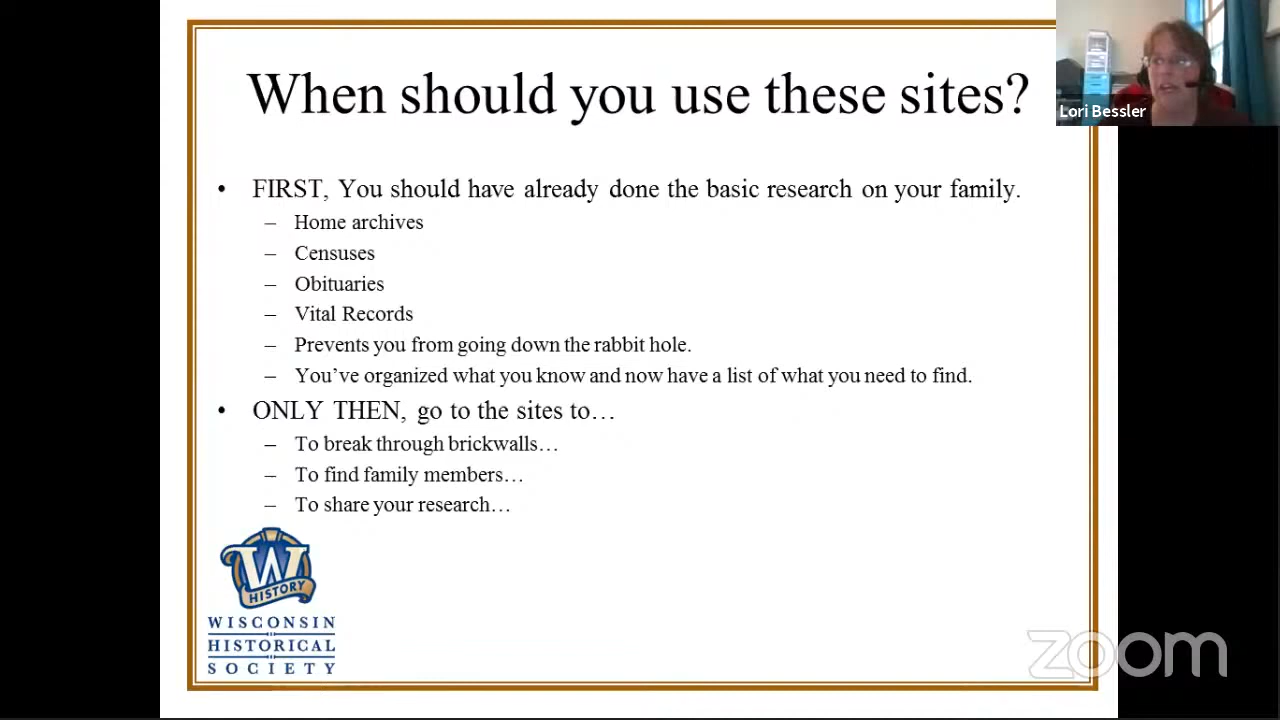 When should you use these sites?
Lori Bessler
• FIRST, You should have already done the basic research on your family.
– Home archives
– Censuses
– Obituaries
– Vital Records
– Prevents you from going down the rabbit hole.
– You’ve organized what you know and now have a list of what you need to find.
• ONLY THEN, go to the sites to…
– To break through brickwalls…
– To find family members…
– To share your research…
W
HISTORY
WISCONSIN
HISTORICAL
SOCIETY
zoom